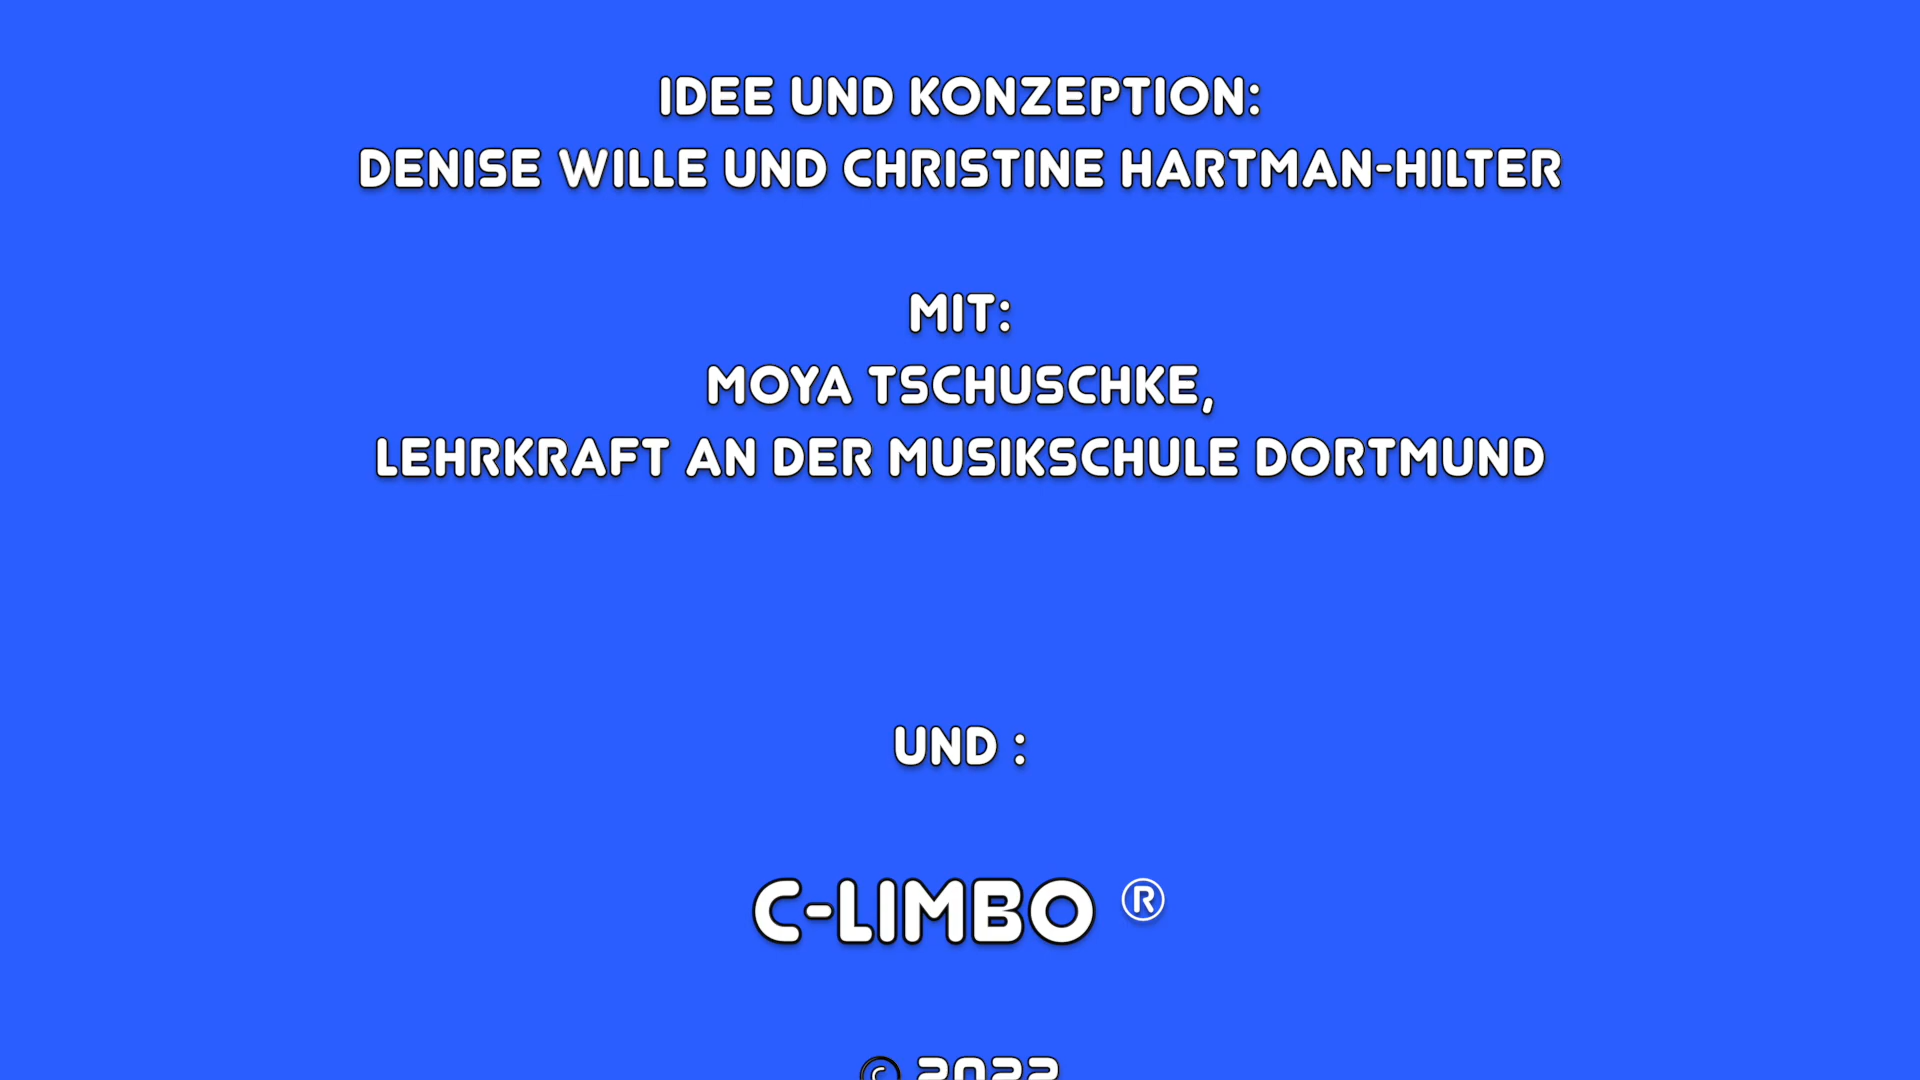 IDEE UND KONZEPTION:
DENISE WILLE UND CHRISTINE HARTMAN-HILTER
MIT:
MOYA TSCHUSCHKE,
LEHRKRAFT AN DER MUSIKSCHULE DORTMUND
UND :
C-LIMBO ®
© 2022